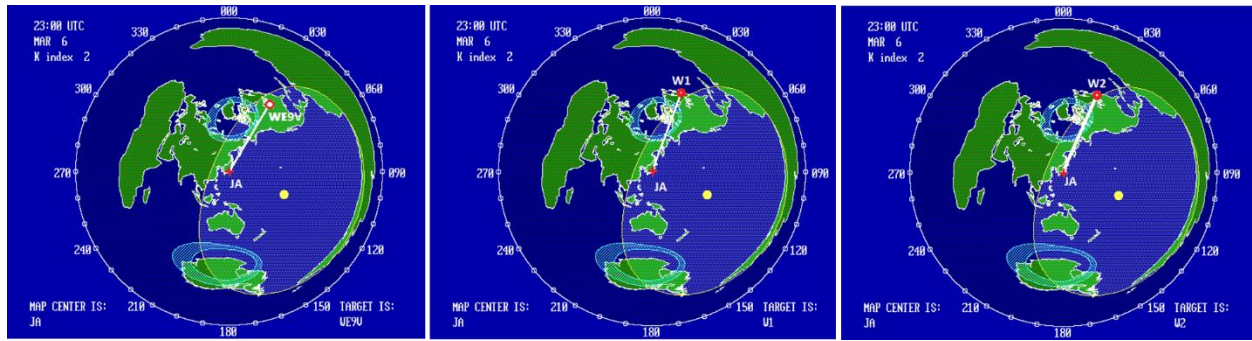 23:00 UTC
MAR 6
K index 2
000
030
060
090
120
150
180
210
240
270
300
330
WE9V
JA
MAP CENTER IS:
JA
TARGET IS:
WE9V
23:00 UTC
MAR 6
K index 2
000
030
060
090
120
150
180
210
240
270
300
330
W1
JA
MAP CENTER IS:
JA
TARGET IS:
W1
23:00 UTC
MAR 6
K index 2
000
030
060
090
120
150
180
210
240
270
300
330
W2
JA
MAP CENTER IS:
JA
TARGET IS:
W2